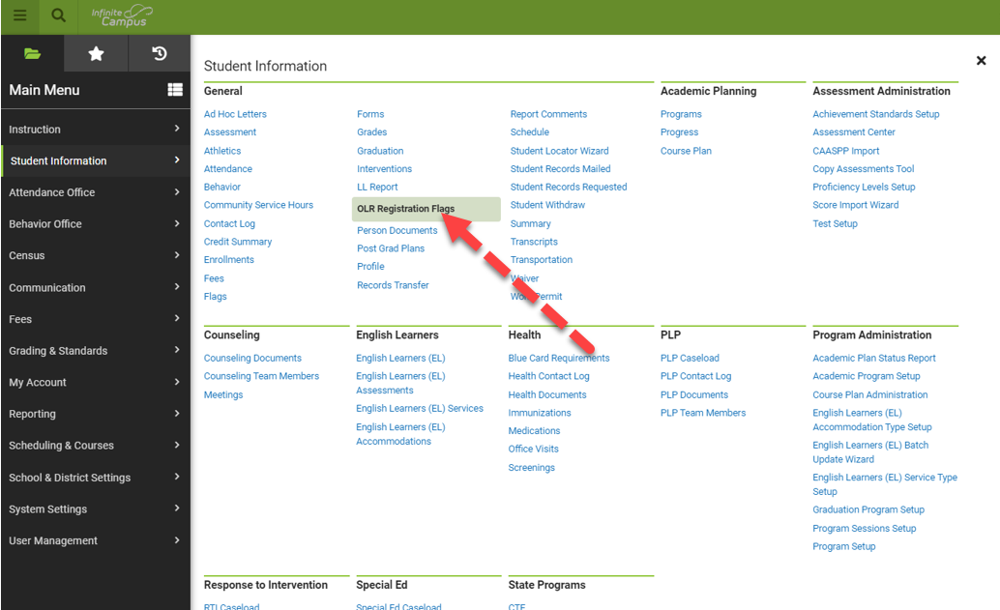 Infinite
Campus
Main Menu
Instruction
Student Information
Attendance Office
Behavior Office
Census
Communication
Fees
Grading & Standards
My Account
Reporting
Scheduling & Courses
School & District Settings
System Settings
User Management
Student Information
General
Ad Hoc Letters
Assessment
Athletics
Attendance
Behavior
Community Service Hours
Contact Log
Credit Summary
Enrollments
Fees
Flags
Forms
Grades
Graduation
Interventions
LL Report
OLR Registration Flags
Person Documents
Post Grad Plans
Profile
Records Transfer
Report Comments
Schedule
Student Locator Wizard
Student Records Mailed
Student Records Requested
Student Withdraw
Summary
Transcripts
Transportation
Waiver
Work Permit
Academic Planning
Programs
Progress
Course Plan
Assessment Administration
Achievement Standards Setup
Assessment Center
CAASPP Import
Copy Assessments Tool
Proficiency Levels Setup
Score Import Wizard
Test Setup
Counseling
Counseling Documents
Counseling Team Members
Meetings
English Learners
English Learners (EL)
English Learners (EL)
Assessments
English Learners (EL) Services
English Learners (EL)
Accommodations
Health
Blue Card Requirements
Health Contact Log
Health Documents
Immunizations
Medications
Office Visits
Screenings
PLP
PLP Caseload
PLP Contact Log
PLP Documents
PLP Team Members
Program Administration
Academic Plan Status Report
Academic Program Setup
Course Plan Administration
English Learners (EL)
Accommodation Type Setup
English Learners (EL) Batch
Update Wizard
English Learners (EL) Service Type
Setup
Graduation Program Setup
Program Sessions Setup
Program Setup
Response to Intervention
RTI Caseload
Special Ed
Special Ed Caseload
State Programs
CTE